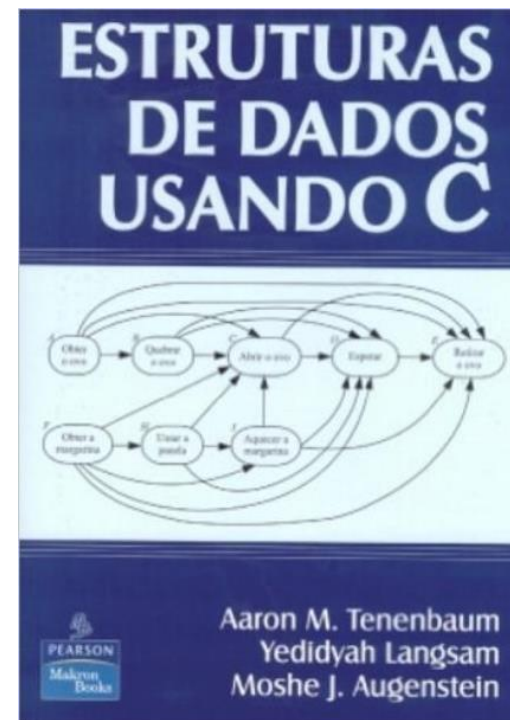 ESTRUTURAS
DE DADOS
USANDO C
A
B
C
E
Obter
o ovo
Quebrar
o ovo
Abrir o ovo
Esperar
Retirar
o ovo
F
Obter a
margarina
Untar a
panela
Aquecer a
margarina
PEARSON
Makron
Books
Aaron M. Tenenbaum
Yedidyah Langsam
Moshe J. Augenstein